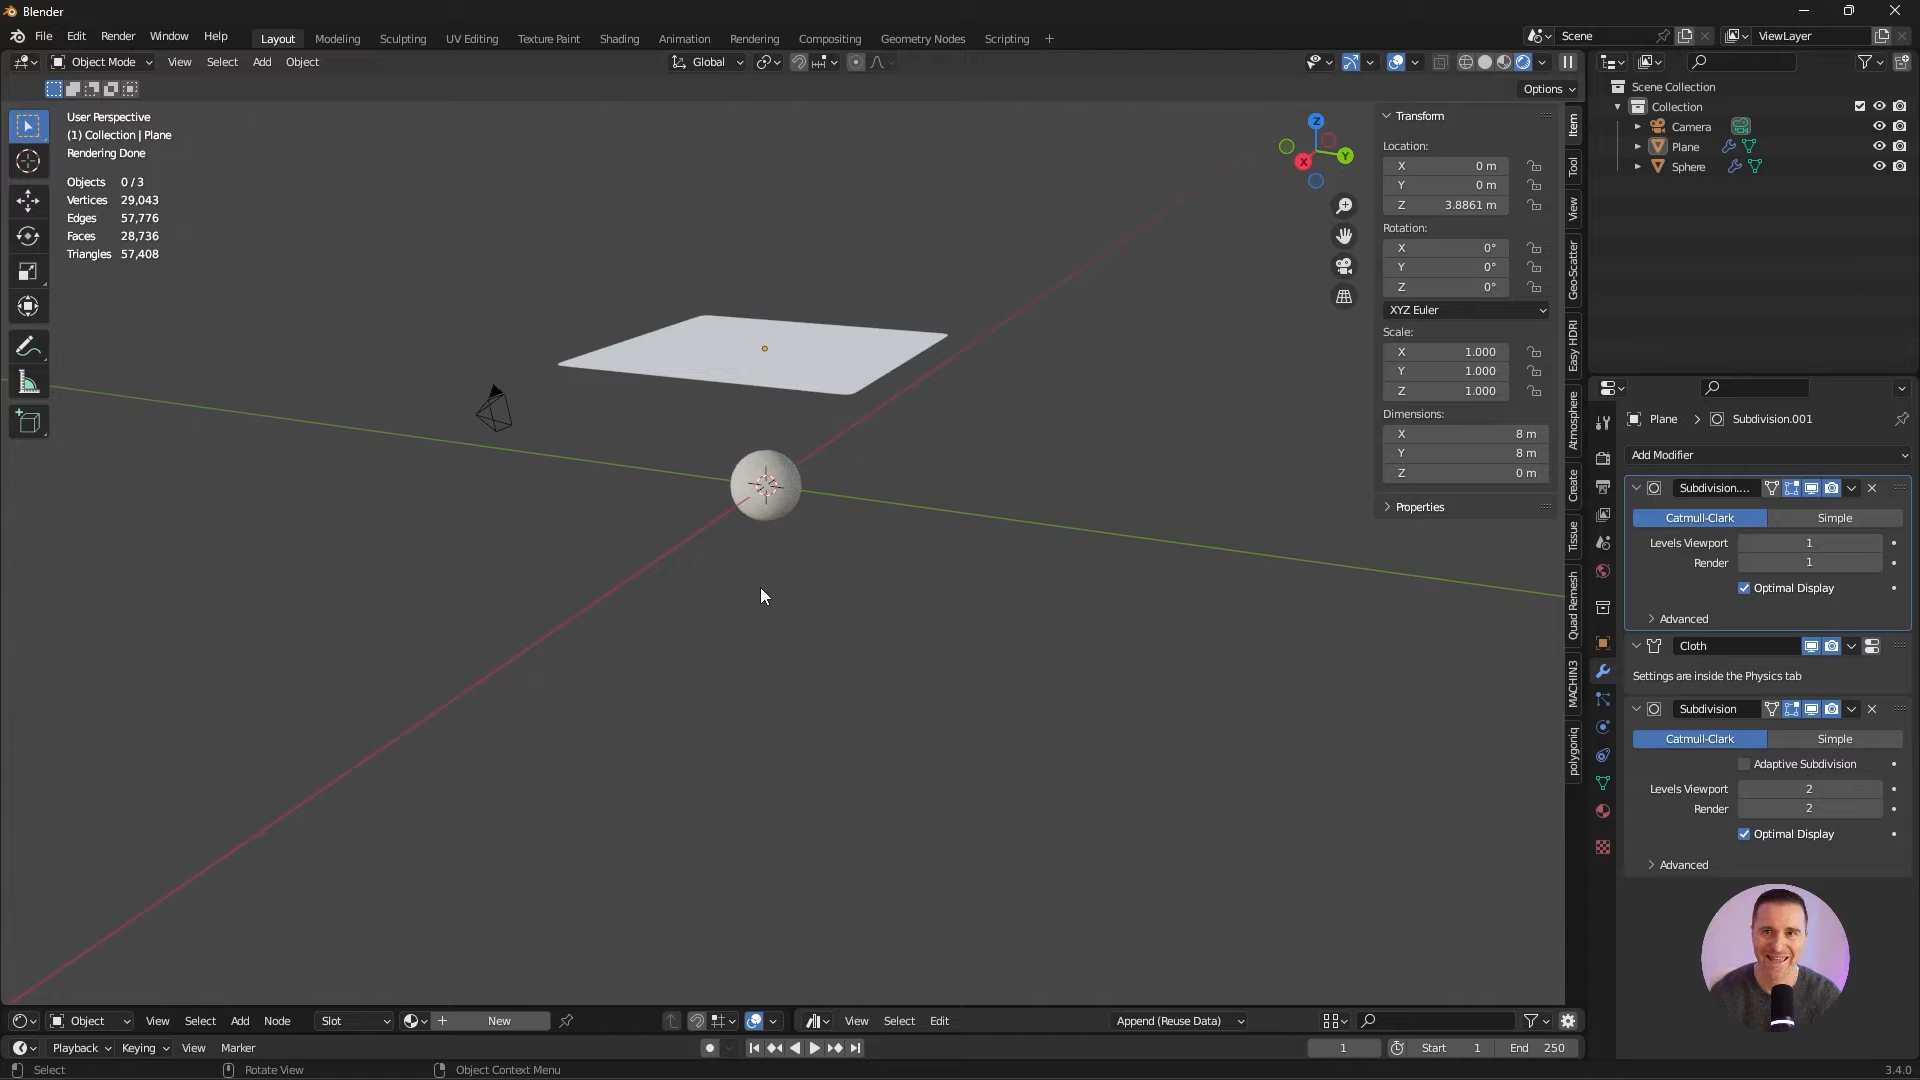 Blender
File Edit Render Window Help Layout Modeling Sculpting UV Editing Texture Paint Shading Animation Rendering Compositing Geometry Nodes Scripting + Scene ViewLayer
Object Mode View Select Add Object Global
Options
User Perspective
(1) Collection | Plane
Rendering Done
Objects 0 / 3
Vertices 29,043
Edges 57,776
Faces 28,736
Triangles 57,408
Z
Y
X
Transform
Location:
X 0 m
Y 0 m
Z 3.8861 m
Rotation:
X 0°
Y 0°
Z 0°
XYZ Euler
Scale:
X 1.000
Y 1.000
Z 1.000
Dimensions:
X 8 m
Y 8 m
Z 0 m
Properties
Item
Tool
View
Geo-Scatter
Easy HDRI
Atmosphere
Create
Tissue
Quad Remesh
MACHIN3
polygoniq
Scene Collection
Collection
Camera
Plane
Sphere
Plane > Subdivision.001
Add Modifier
Subdivision....
Catmull-Clark Simple
Levels Viewport 1
Render 1
Optimal Display
Advanced
Cloth
Settings are inside the Physics tab
Subdivision
Catmull-Clark Simple
Adaptive Subdivision
Levels Viewport 2
Render 2
Optimal Display
Advanced
Object View Select Add Node Slot New View Select Edit Append (Reuse Data)
Playback Keying View Marker 1 Start 1 End 250
Select Rotate View Object Context Menu 3.4.0